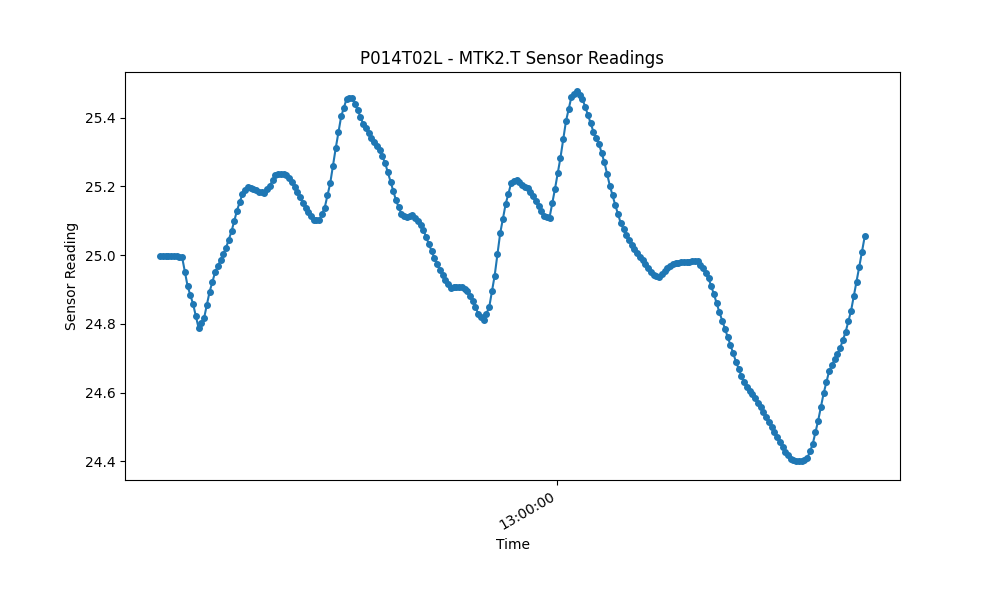 P014T02L - MTK2.T Sensor Readings
25.4
25.2
25.0
24.8
24.6
24.4
Sensor Reading
13:00:00
Time